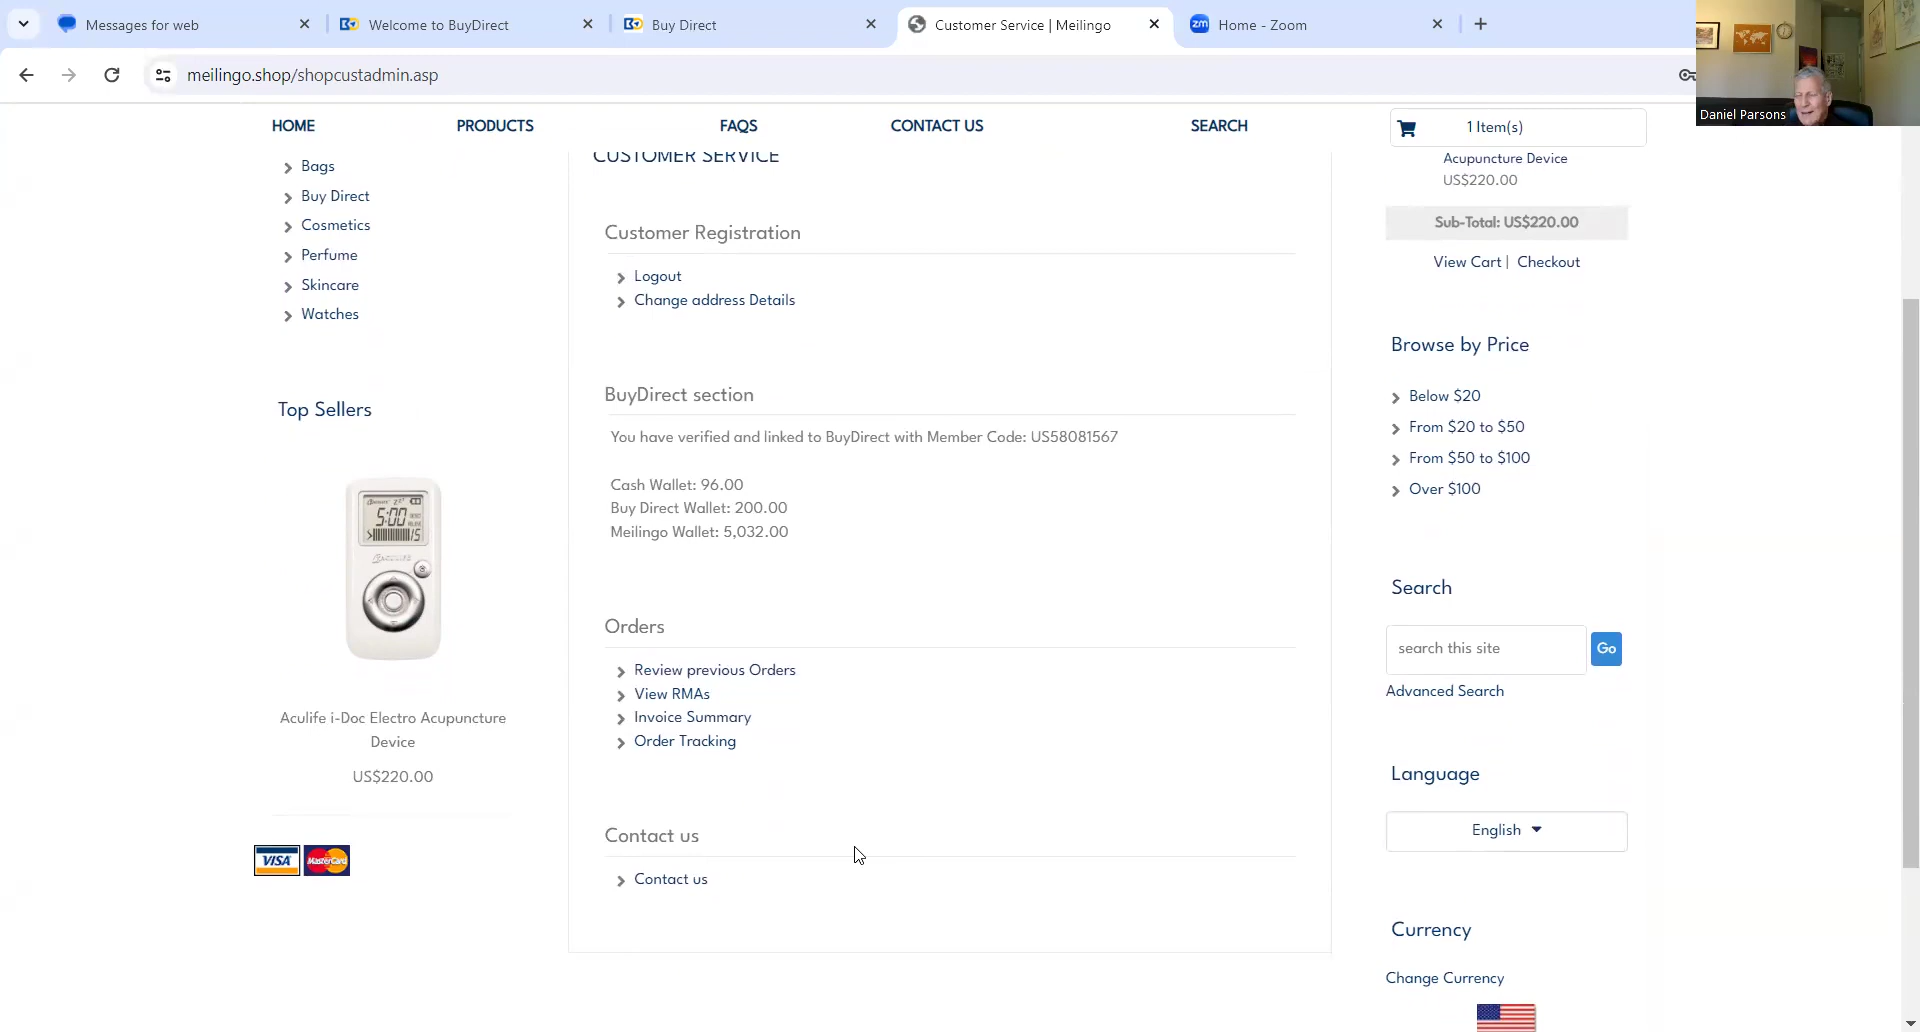 Messages for web
Welcome to BuyDirect
Buy Direct
Customer Service | Meilingo
Home - Zoom
meilingo.shop/shopcustadmin.asp
Daniel Parsons
HOME
PRODUCTS
FAQS
CONTACT US
SEARCH
1 Item(s)
Bags
Buy Direct
Cosmetics
Perfume
Skincare
Watches
Top Sellers
5:00
Aculife i-Doc Electro Acupuncture
Device
US$220.00
VISA
MasterCard
CUSTOMER SERVICE
Customer Registration
Logout
Change address Details
BuyDirect section
You have verified and linked to BuyDirect with Member Code: US58081567
Cash Wallet: 96.00
Buy Direct Wallet: 200.00
Meilingo Wallet: 5,032.00
Orders
Review previous Orders
View RMAs
Invoice Summary
Order Tracking
Contact us
Contact us
Acupuncture Device
US$220.00
Sub-Total: US$220.00
View Cart | Checkout
Browse by Price
Below $20
From $20 to $50
From $50 to $100
Over $100
Search
search this site
Go
Advanced Search
Language
English
Currency
Change Currency